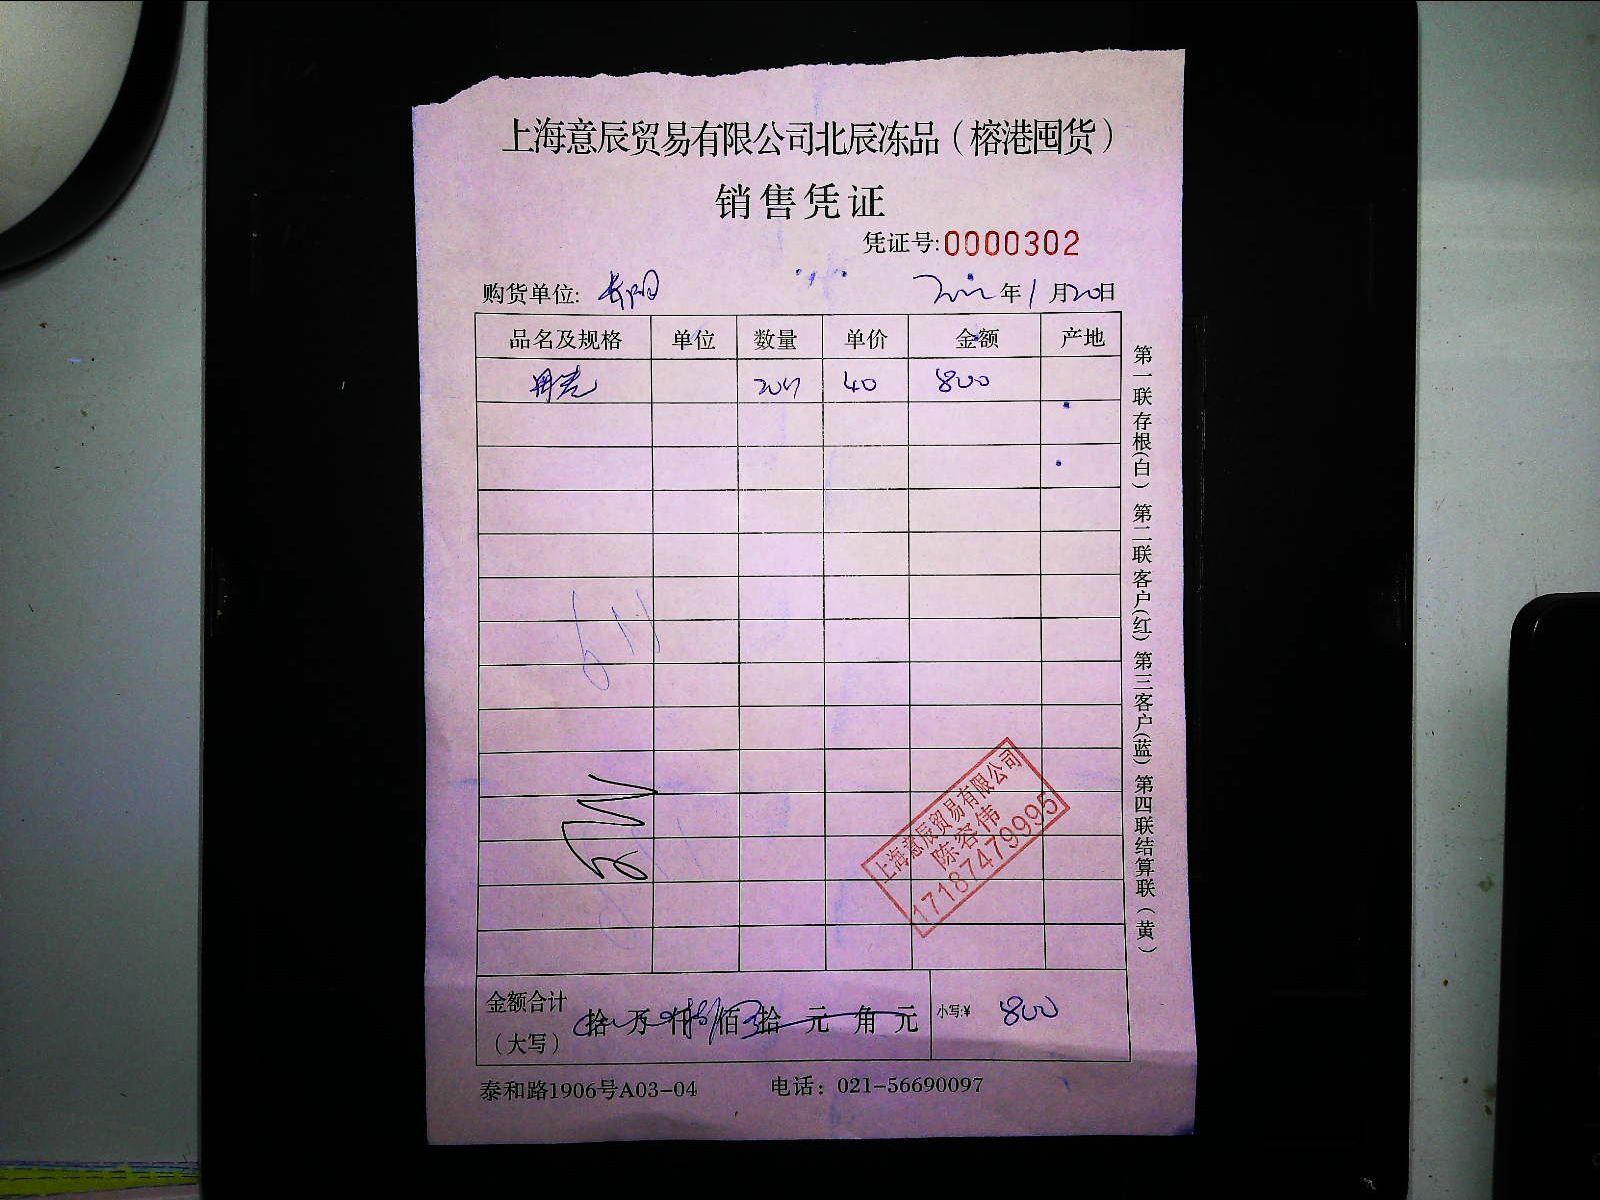 上海意辰贸易有限公司北辰冻品（榕港囤货）
销售凭证
凭证号:0000302
购货单位: 年1月20日
品名及规格 单位 数量 单价 金额 产地
40 800
第一联存根(白) 第二联客户(红) 第三客户(蓝) 第四联结算联(黄)
上海意辰贸易有限公司
陈容伟
17187479995
金额合计
（大写） 拾 万 仟 佰 拾 元 角 元 小写:¥ 800
泰和路1906号A03-04 电话：021-56690097